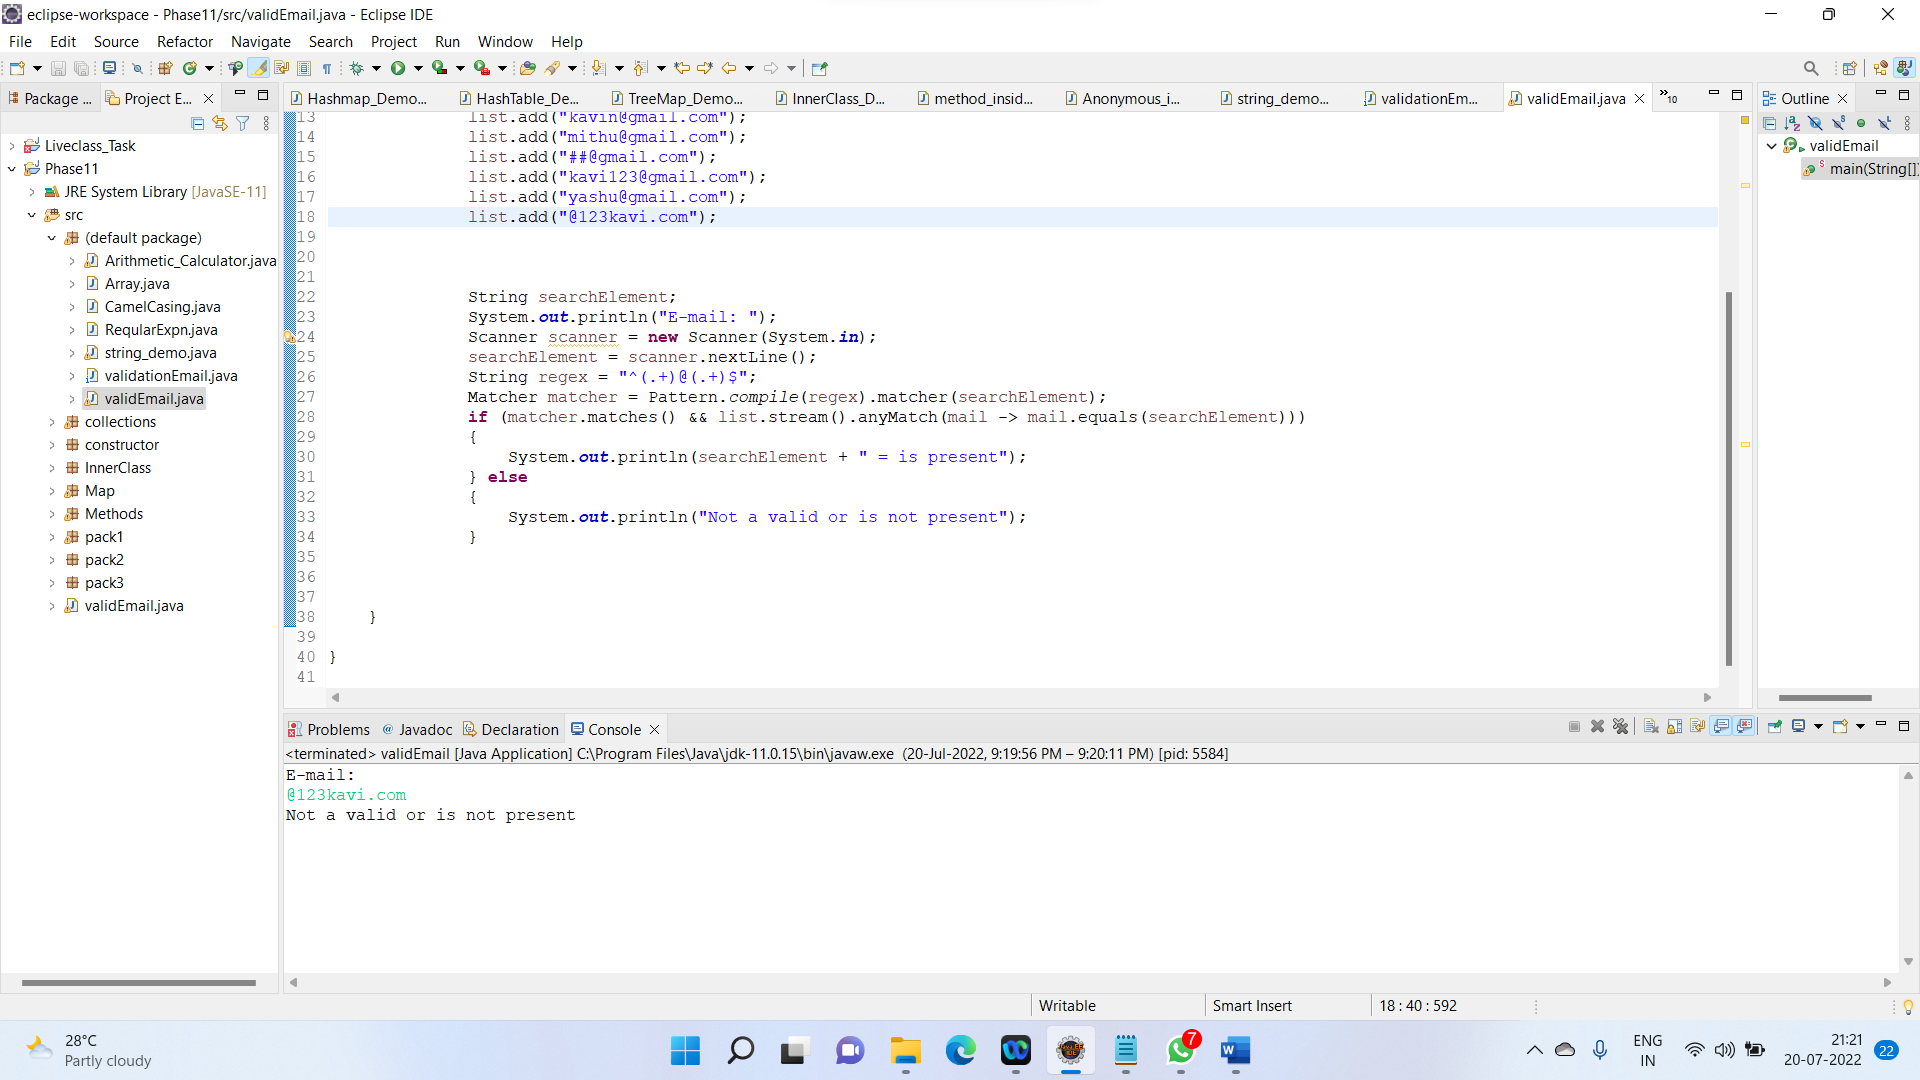 eclipse-workspace - Phase11/src/validEmail.java - Eclipse IDE
File Edit Source Refactor Navigate Search Project Run Window Help
Package ... Project E...
Hashmap_Demo... HashTable_De... TreeMap_Demo... InnerClass_D... method_insid... Anonymous_i... string_demo... validationEm... validEmail.java »10
Outline
Liveclass_Task
Phase11
JRE System Library [JavaSE-11]
src
(default package)
Arithmetic_Calculator.java
Array.java
CamelCasing.java
ReqularExpn.java
string_demo.java
validationEmail.java
validEmail.java
collections
constructor
InnerClass
Map
Methods
pack1
pack2
pack3
validEmail.java
13 list.add("kavin@gmail.com");
14 list.add("mithu@gmail.com");
15 list.add("##@gmail.com");
16 list.add("kavi123@gmail.com");
17 list.add("yashu@gmail.com");
18 list.add("@123kavi.com");
19
20
21
22 String searchElement;
23 System.out.println("E-mail: ");
24 Scanner scanner = new Scanner(System.in);
25 searchElement = scanner.nextLine();
26 String regex = "^(.+)@(.+)$";
27 Matcher matcher = Pattern.compile(regex).matcher(searchElement);
28 if (matcher.matches() && list.stream().anyMatch(mail -> mail.equals(searchElement)))
29 {
30 System.out.println(searchElement + " = is present");
31 } else
32 {
33 System.out.println("Not a valid or is not present");
34 }
35
36
37
38 }
39
40 }
41
validEmail
main(String[]
Problems @ Javadoc Declaration Console
<terminated> validEmail [Java Application] C:\Program Files\Java\jdk-11.0.15\bin\javaw.exe (20-Jul-2022, 9:19:56 PM – 9:20:11 PM) [pid: 5584]
E-mail:
@123kavi.com
Not a valid or is not present
Writable Smart Insert 18 : 40 : 592
28°C
Partly cloudy
7
ENG
IN
21:21
20-07-2022
22